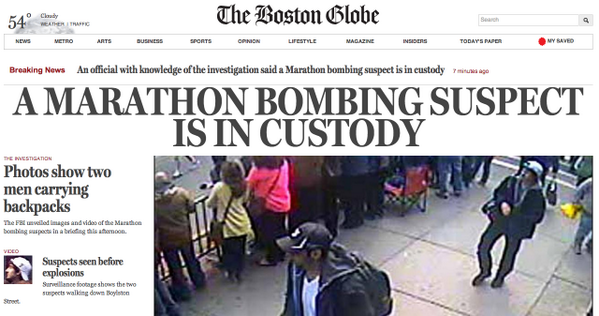 54°
Cloudy
WEATHER | TRAFFIC
The Boston Globe
Search
NEWS METRO ARTS BUSINESS SPORTS OPINION LIFESTYLE MAGAZINE INSIDERS TODAY'S PAPER MY SAVED
Breaking News An official with knowledge of the investigation said a Marathon bombing suspect is in custody 7 minutes ago
A MARATHON BOMBING SUSPECT
IS IN CUSTODY
THE INVESTIGATION
Photos show two
men carrying
backpacks
The FBI unveiled images and video of the Marathon
bombing suspects in a briefing this afternoon.
VIDEO
Suspects seen before
explosions
Surveillance footage shows the two
suspects walking down Boylston
Street.